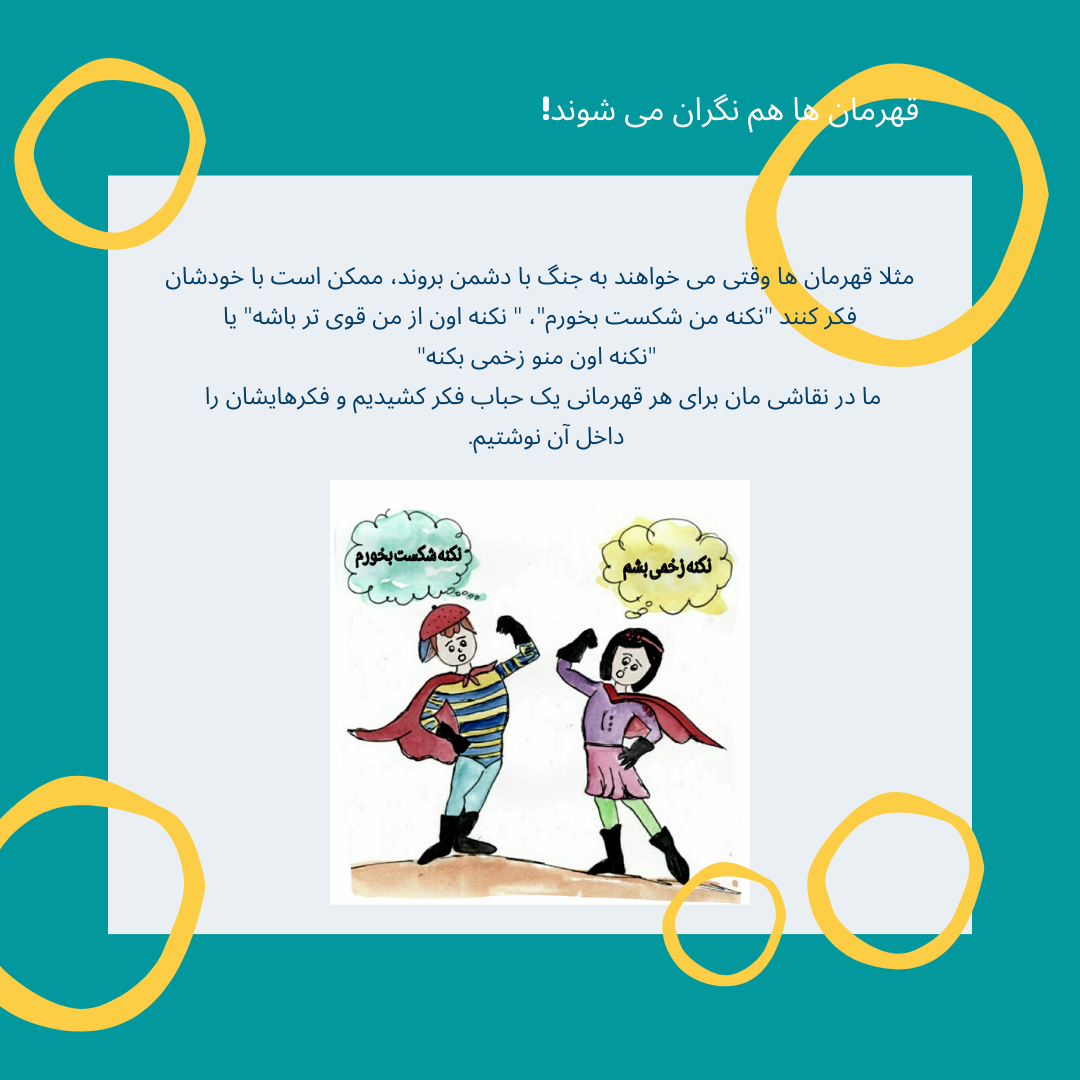 قهرمان ها هم نگران می شوند!
مثلا قهرمان ها وقتی می خواهند به جنگ با دشمن بروند، ممکن است با خودشان
فکر کنند "نکنه من شکست بخورم"، " نکنه اون از من قوی تر باشه" یا
"نکنه اون منو زخمی بکنه"
ما در نقاشی مان برای هر قهرمانی یک حباب فکر کشیدیم و فکرهایشان را
داخل آن نوشتیم.
نکنه زخمی بشم
نکنه شکست بخورم